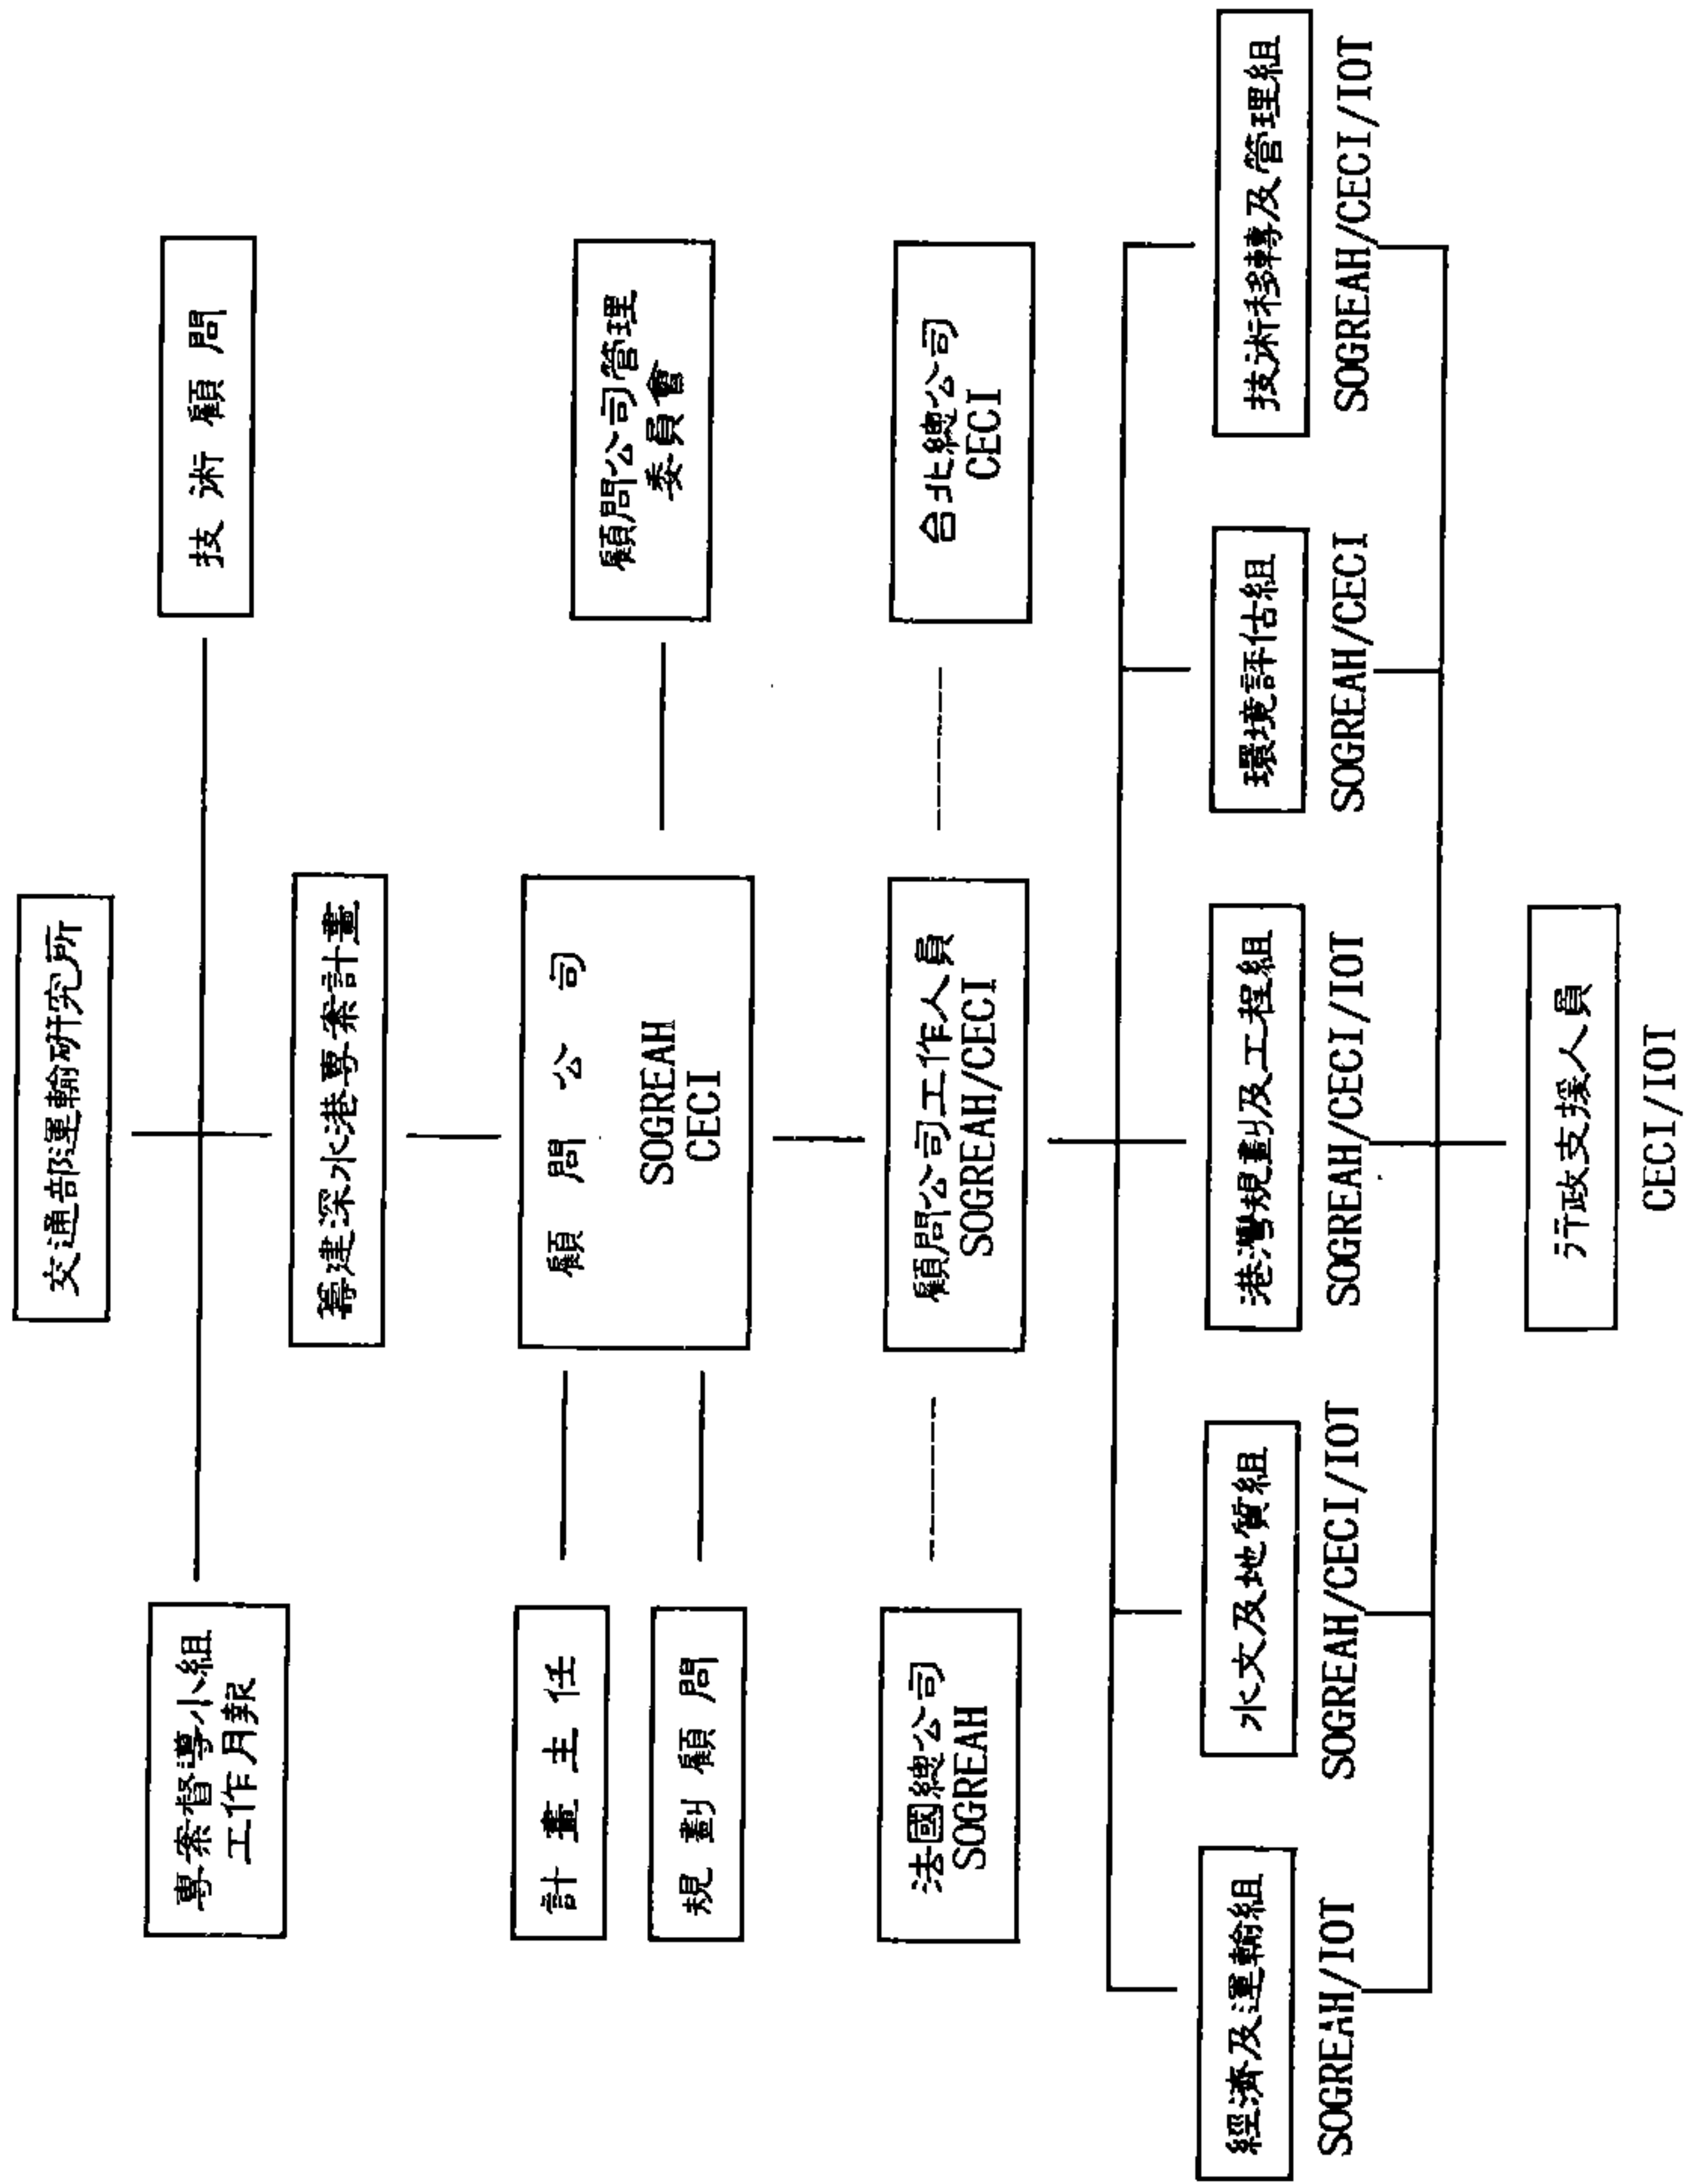 交通部運輸研究所
專案督導小組
工作月報
技術顧問
籌建深水港專案計畫
計畫主任
規劃顧問
顧問公司
SOGREAH
CECI
顧問公司管理
委員會
法國總公司
SOGREAH
顧問公司工作人員
SOGREAH/CECI
台北總公司
CECI
經濟及運輸組
SOGREAH/IOT
水文及地質組
SOGREAH/CECI/IOT
港灣規劃及工程組
SOGREAH/CECI/IOT
環境評估組
SOGREAH/CECI
技術移轉及管理組
SOGREAH/CECI/IOT
行政支援人員
CECI/IOT